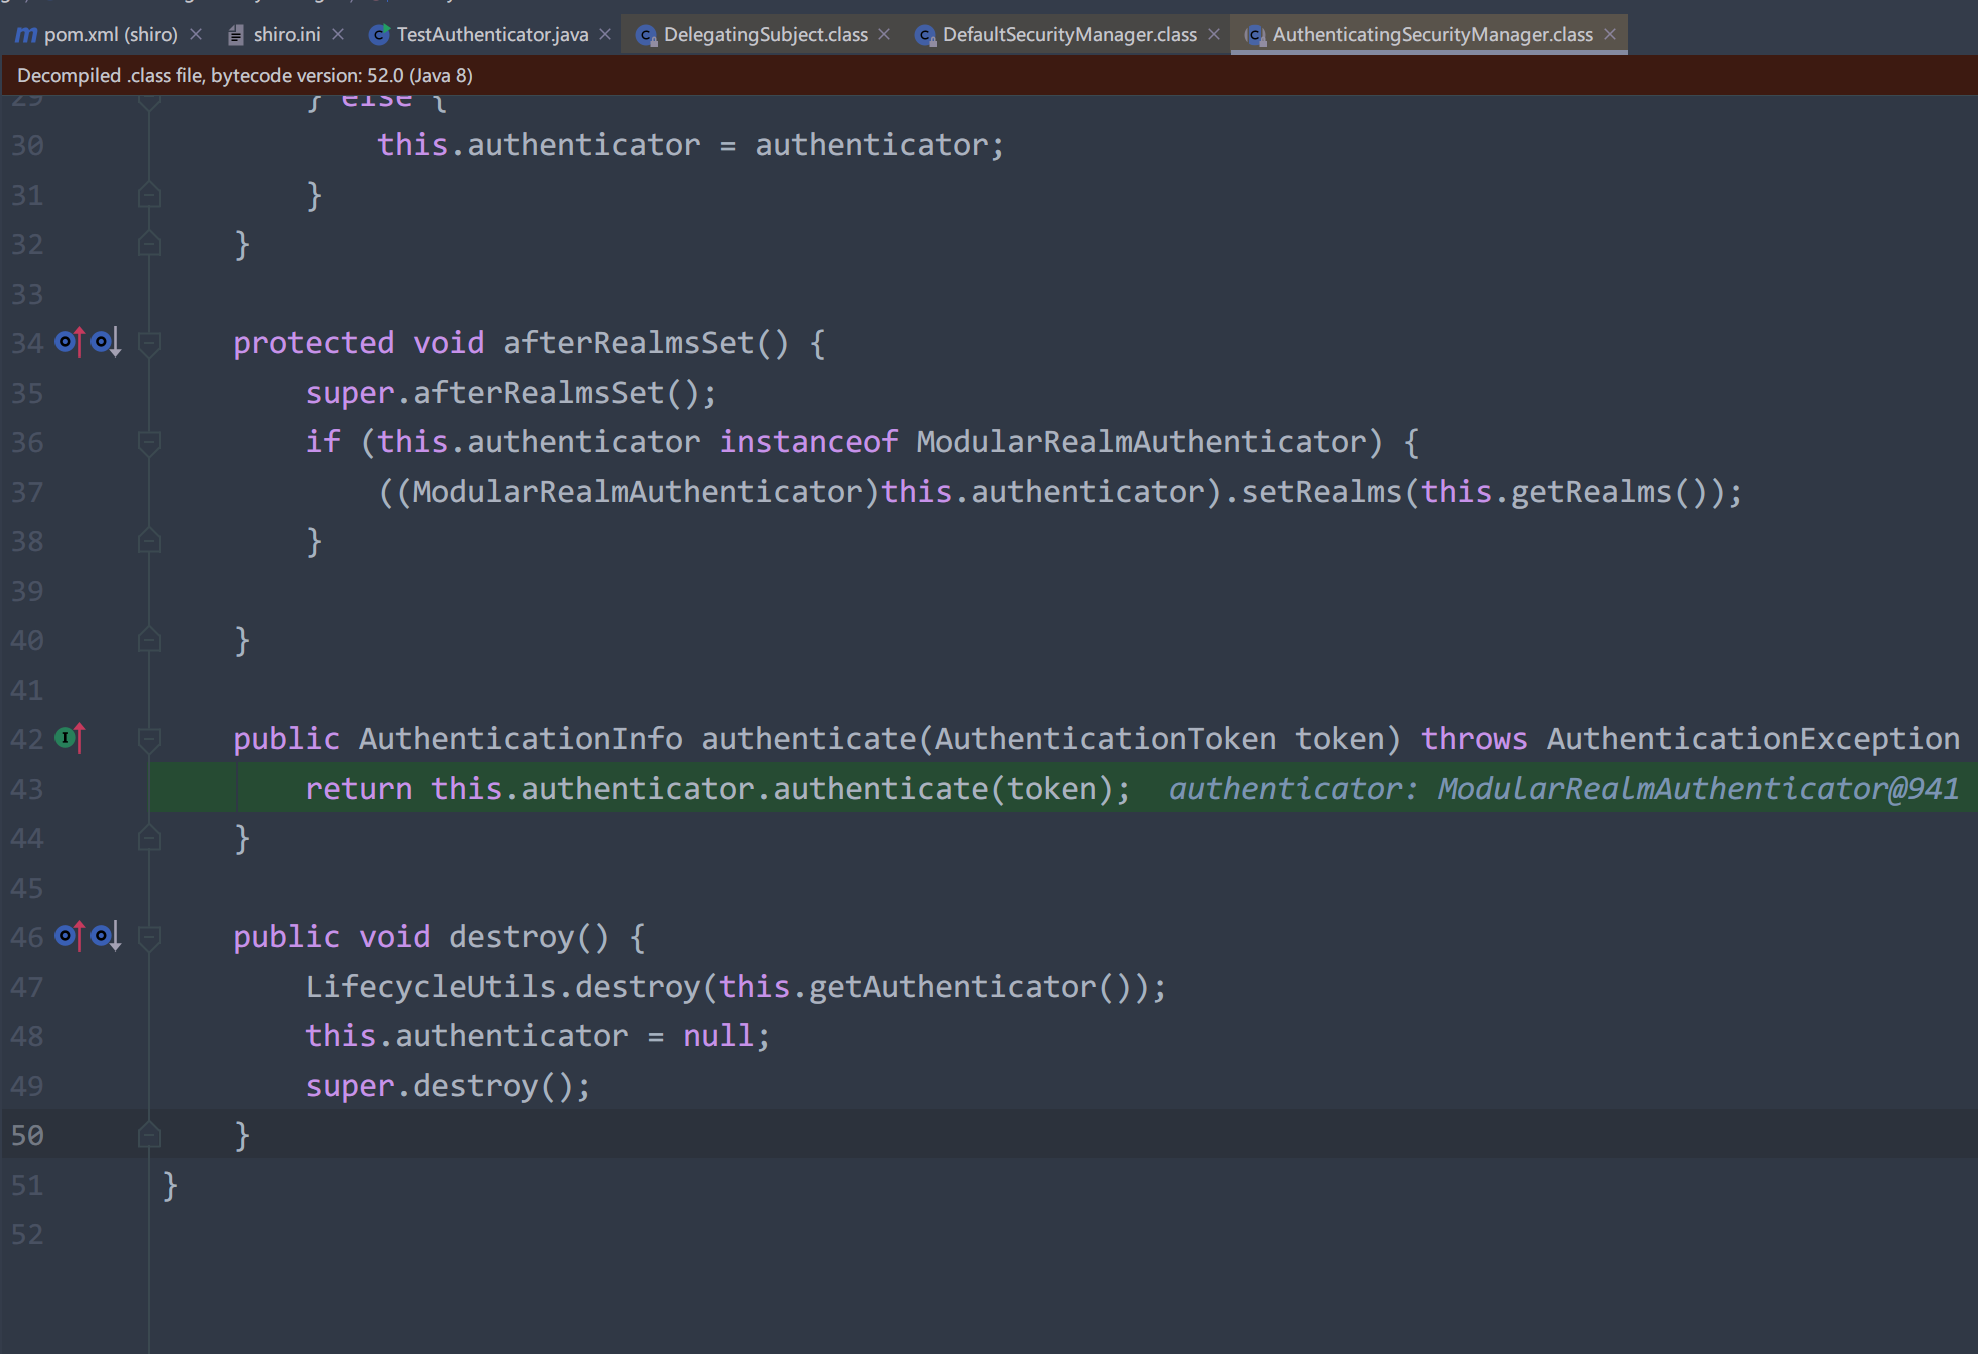 pom.xml (shiro) shiro.ini TestAuthenticator.java DelegatingSubject.class DefaultSecurityManager.class AuthenticatingSecurityManager.class
Decompiled .class file, bytecode version: 52.0 (Java 8)
29 } else {
30 this.authenticator = authenticator;
31 }
32 }
33
34 protected void afterRealmsSet() {
35 super.afterRealmsSet();
36 if (this.authenticator instanceof ModularRealmAuthenticator) {
37 ((ModularRealmAuthenticator)this.authenticator).setRealms(this.getRealms());
38 }
39
40 }
41
42 public AuthenticationInfo authenticate(AuthenticationToken token) throws AuthenticationException
43 return this.authenticator.authenticate(token); authenticator: ModularRealmAuthenticator@941
44 }
45
46 public void destroy() {
47 LifecycleUtils.destroy(this.getAuthenticator());
48 this.authenticator = null;
49 super.destroy();
50 }
51 }
52